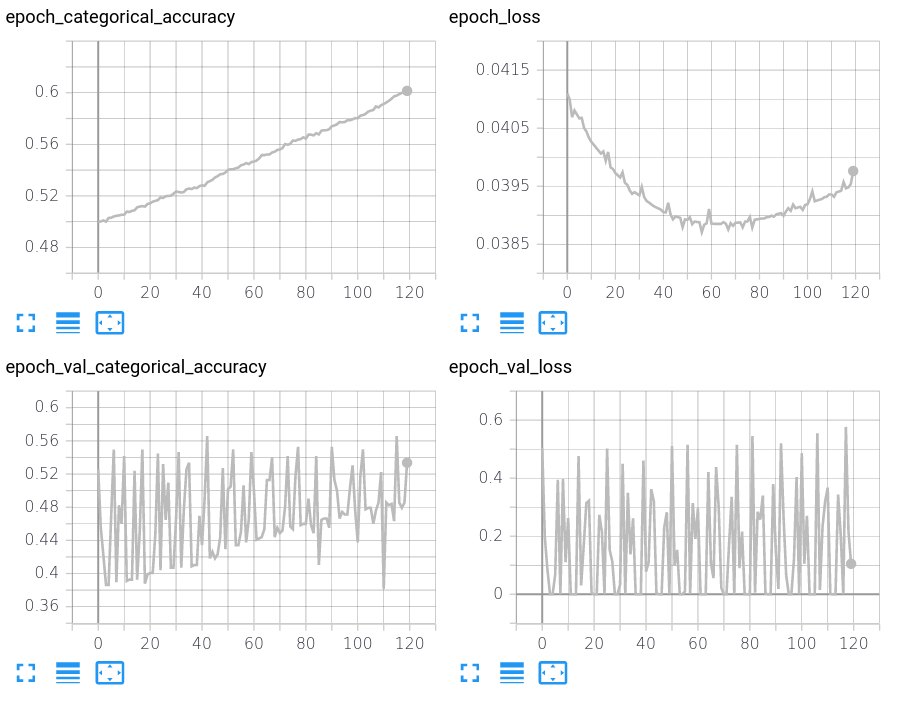 epoch_categorical_accuracy
0.6
0.56
0.52
0.48
0 20 40 60 80 100 120
epoch_loss
0.0415
0.0405
0.0395
0.0385
0 20 40 60 80 100 120
epoch_val_categorical_accuracy
0.6
0.56
0.52
0.48
0.44
0.4
0.36
0 20 40 60 80 100 120
epoch_val_loss
0.6
0.4
0.2
0
0 20 40 60 80 100 120